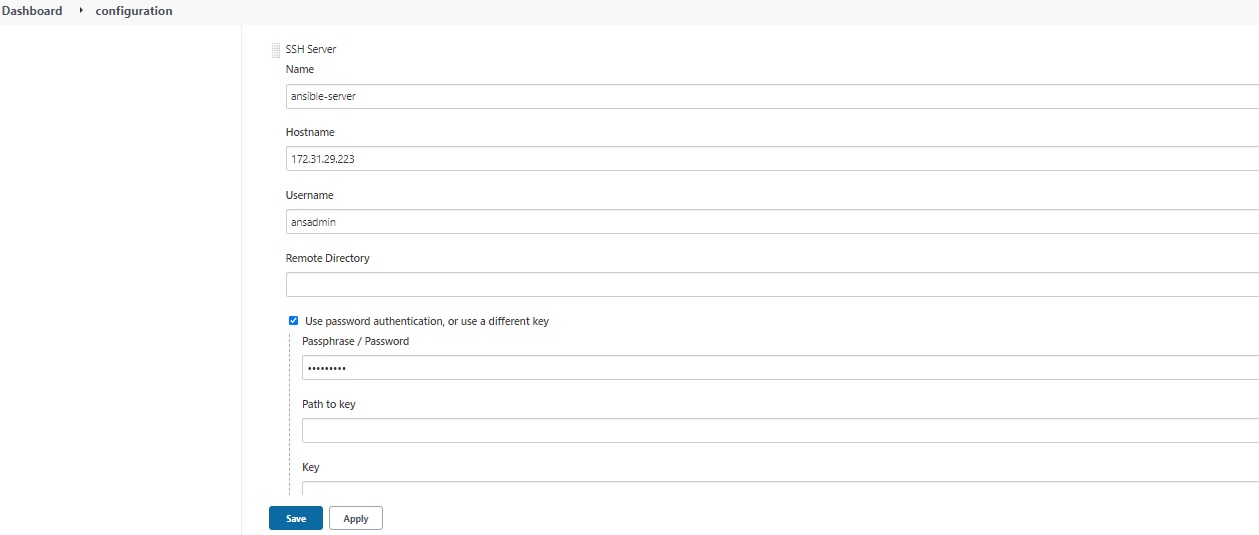 Dashboard configuration
SSH Server
Name
ansible-server
Hostname
172.31.29.223
Username
ansadmin
Remote Directory
Use password authentication, or use a different key
Passphrase / Password
•••••••••
Path to key
Key
Save Apply